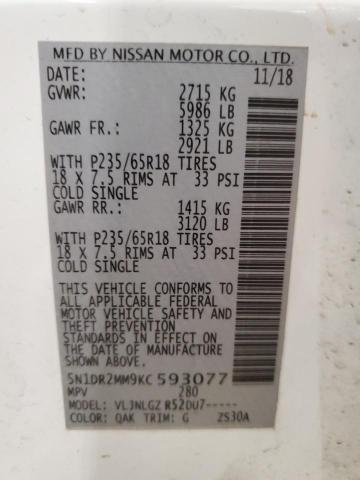 MFD BY NISSAN MOTOR CO., LTD.
DATE: 11/18
GVWR: 2715 KG
5986 LB
GAWR FR.: 1325 KG
2921 LB
WITH P235/65R18 TIRES
18 X 7.5 RIMS AT 33 PSI
COLD SINGLE
GAWR RR.: 1415 KG
3120 LB
WITH P235/65R18 TIRES
18 X 7.5 RIMS AT 33 PSI
COLD SINGLE
THIS VEHICLE CONFORMS TO
ALL APPLICABLE FEDERAL
MOTOR VEHICLE SAFETY AND
THEFT PREVENTION
STANDARDS IN EFFECT ON
THE DATE OF MANUFACTURE
SHOWN ABOVE.
5N1DR2MM9KC593077
MPV 280
MODEL: VLJNLGZ R52DU7-----
COLOR: QAK TRIM: G ZS30A